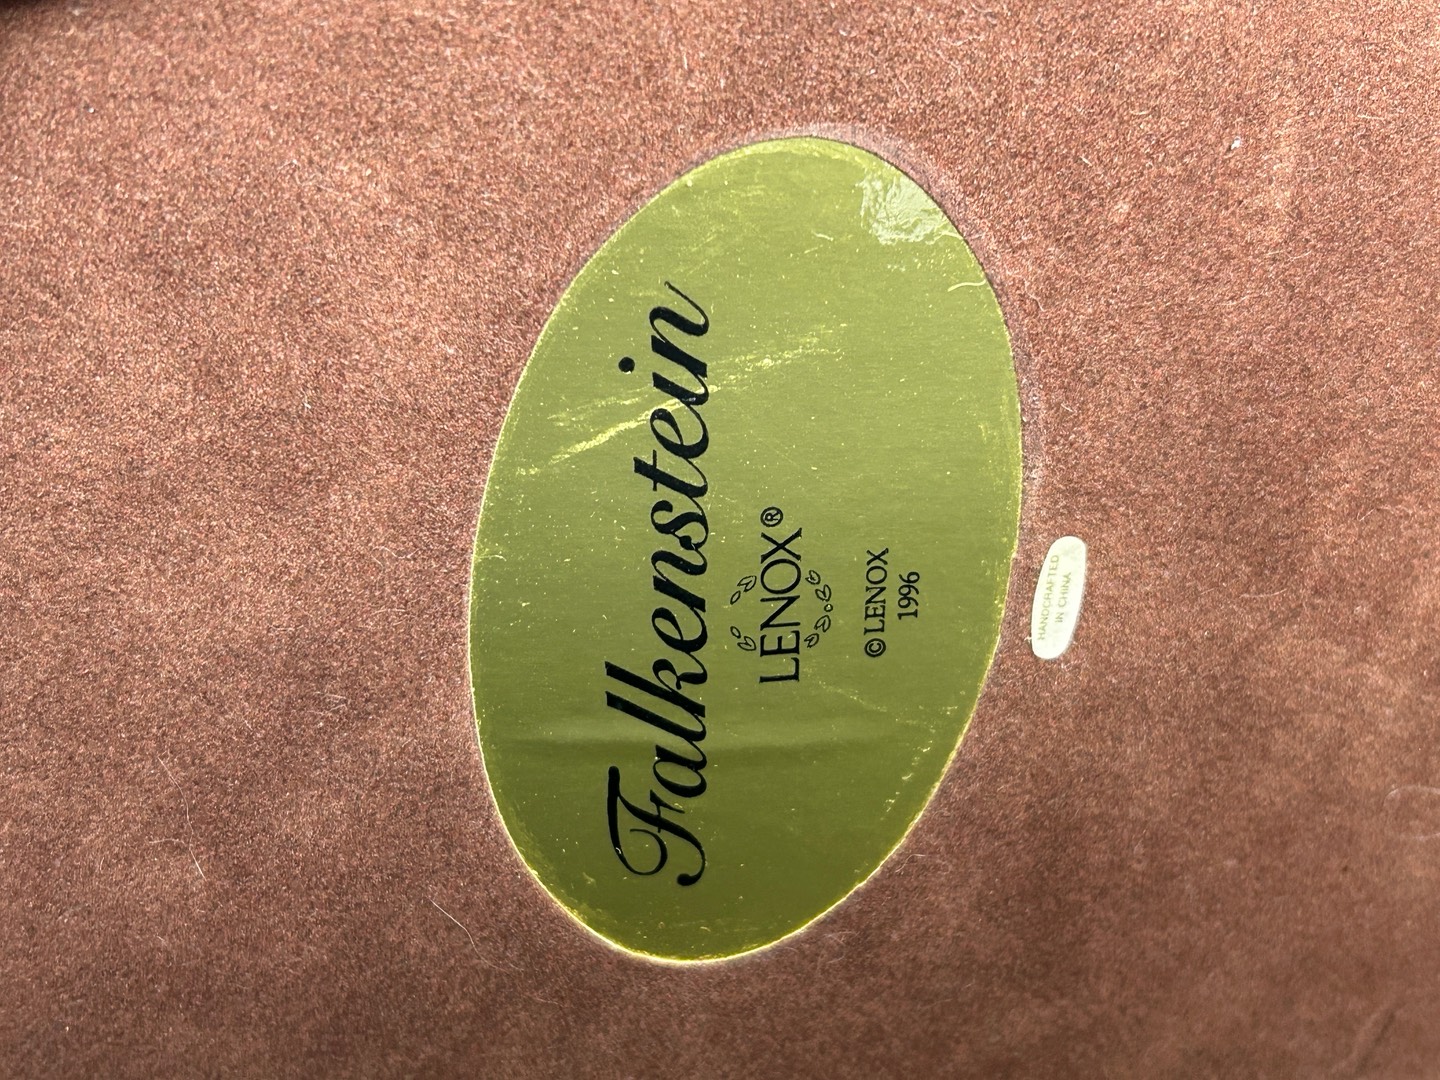 Falkenstein
LENOX®
© LENOX
1996
HANDCRAFTED
IN CHINA